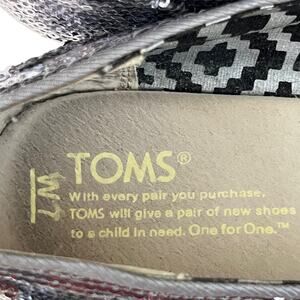 TOMS®
With every pair you purchase,
TOMS will give a pair of new shoes
to a child in need. One for One.™
W7